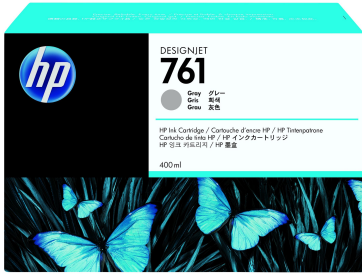 hp
DESIGNJET
761
Gray グレー
Gris 회색
Grau 灰色
HP Ink Cartridge / Cartouche d'encre HP / HP Tintenpatrone
Cartucho de tinta HP / HP インクカートリッジ
HP 잉크 카트리지 / HP 墨盒
400 ml